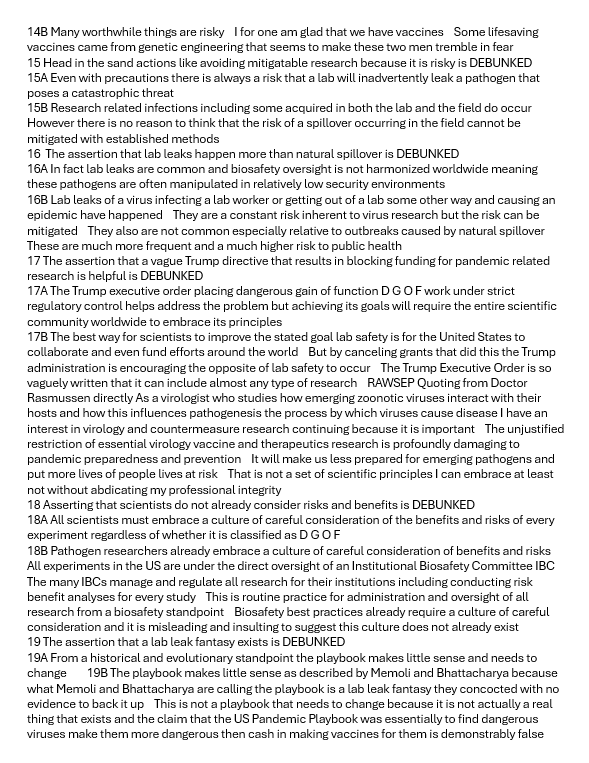 14B Many worthwhile things are risky   I for one am glad that we have vaccines   Some lifesaving
vaccines came from genetic engineering that seems to make these two men tremble in fear
15 Head in the sand actions like avoiding mitigatable research because it is risky is DEBUNKED
15A Even with precautions there is always a risk that a lab will inadvertently leak a pathogen that
poses a catastrophic threat
15B Research related infections including some acquired in both the lab and the field do occur
However there is no reason to think that the risk of a spillover occurring in the field cannot be
mitigated with established methods
16  The assertion that lab leaks happen more than natural spillover is DEBUNKED
16A In fact lab leaks are common and biosafety oversight is not harmonized worldwide meaning
these pathogens are often manipulated in relatively low security environments
16B Lab leaks of a virus infecting a lab worker or getting out of a lab some other way and causing an
epidemic have happened   They are a constant risk inherent to virus research but the risk can be
mitigated   They also are not common especially relative to outbreaks caused by natural spillover
These are much more frequent and a much higher risk to public health
17 The assertion that a vague Trump directive that results in blocking funding for pandemic related
research is helpful is DEBUNKED
17A The Trump executive order placing dangerous gain of function D G O F work under strict
regulatory control helps address the problem but achieving its goals will require the entire scientific
community worldwide to embrace its principles
17B The best way for scientists to improve the stated goal lab safety is for the United States to
collaborate and even fund efforts around the world   But by canceling grants that did this the Trump
administration is encouraging the opposite of lab safety to occur   The Trump Executive Order is so
vaguely written that it can include almost any type of research   RAWSEP Quoting from Doctor
Rasmussen directly As a virologist who studies how emerging zoonotic viruses interact with their
hosts and how this influences pathogenesis the process by which viruses cause disease I have an
interest in virology and countermeasure research continuing because it is important   The unjustified
restriction of essential virology vaccine and therapeutics research is profoundly damaging to
pandemic preparedness and prevention   It will make us less prepared for emerging pathogens and
put more lives of people lives at risk   That is not a set of scientific principles I can embrace at least
not without abdicating my professional integrity
18 Asserting that scientists do not already consider risks and benefits is DEBUNKED
18A All scientists must embrace a culture of careful consideration of the benefits and risks of every
experiment regardless of whether it is classified as D G O F
18B Pathogen researchers already embrace a culture of careful consideration of benefits and risks
All experiments in the US are under the direct oversight of an Institutional Biosafety Committee IBC
The many IBCs manage and regulate all research for their institutions including conducting risk
benefit analyses for every study   This is routine practice for administration and oversight of all
research from a biosafety standpoint   Biosafety best practices already require a culture of careful
consideration and it is misleading and insulting to suggest this culture does not already exist
19 The assertion that a lab leak fantasy exists is DEBUNKED
19A From a historical and evolutionary standpoint the playbook makes little sense and needs to
change      19B The playbook makes little sense as described by Memoli and Bhattacharya because
what Memoli and Bhattacharya are calling the playbook is a lab leak fantasy they concocted with no
evidence to back it up   This is not a playbook that needs to change because it is not actually a real
thing that exists and the claim that the US Pandemic Playbook was essentially to find dangerous
viruses make them more dangerous then cash in making vaccines for them is demonstrably false